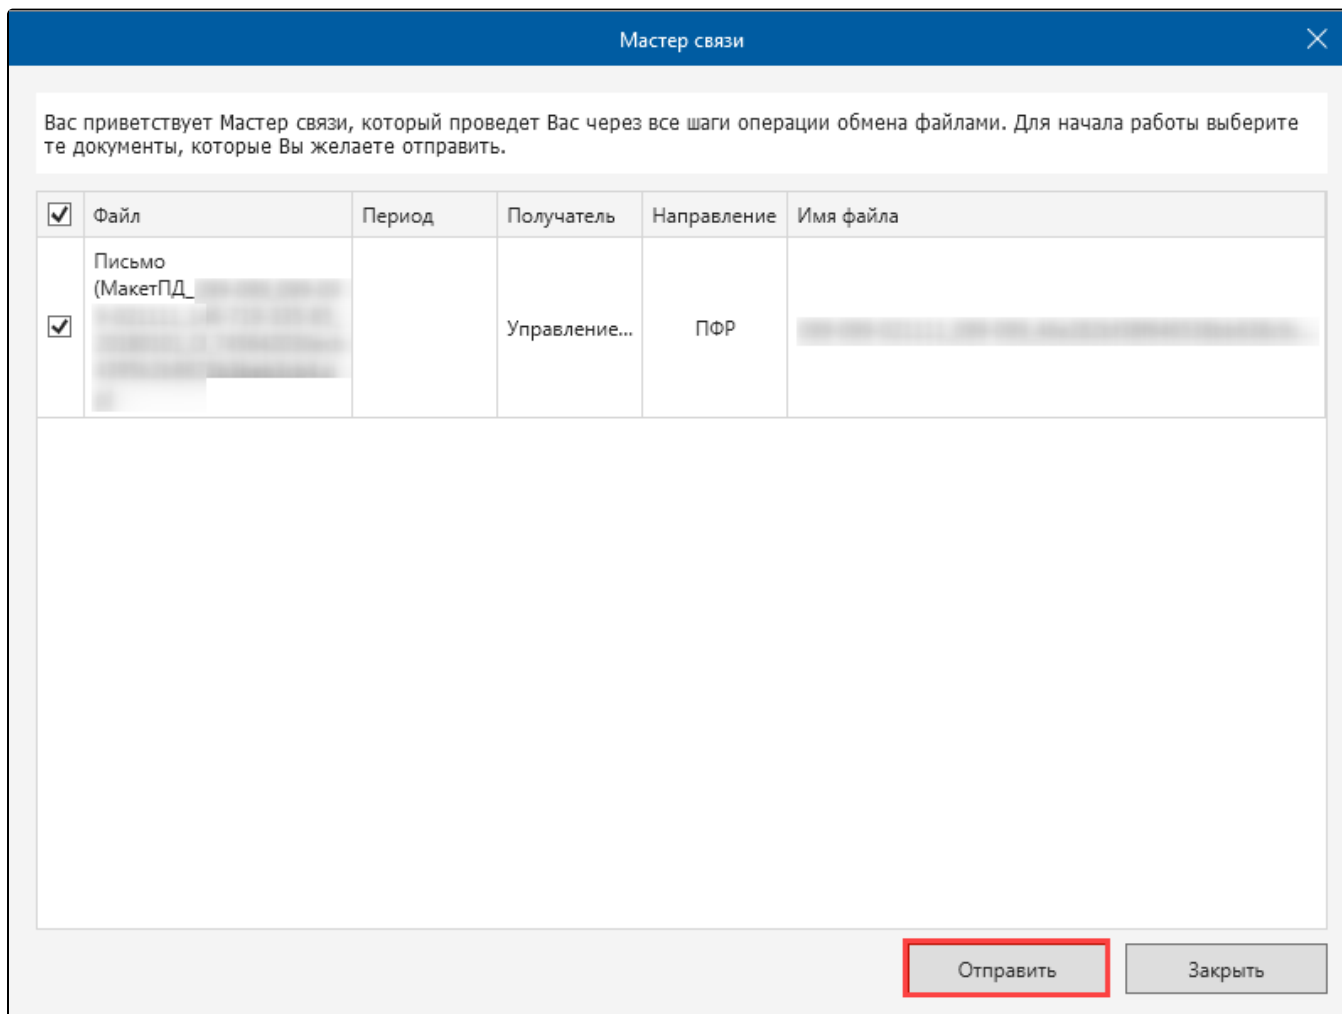 Мастер связи
Вас приветствует Мастер связи, который проведет Вас через все шаги операции обмена файлами. Для начала работы выберите
те документы, которые Вы желаете отправить.
Файл Период Получатель Направление Имя файла
Письмо
(МакетПД_
Управление... ПФР
Отправить Закрыть